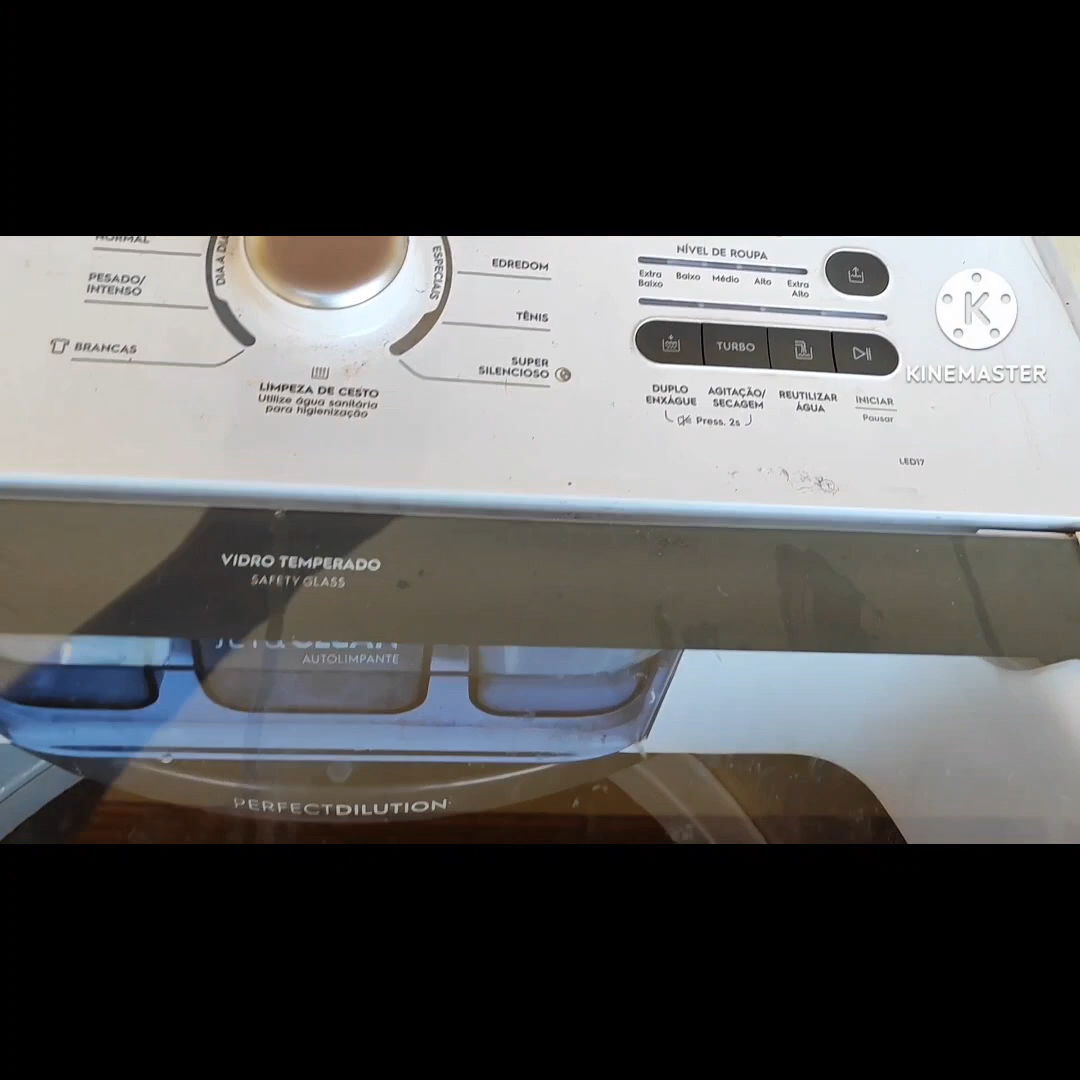 NORMAL
PESADO/
INTENSO
BRANCAS
DIA A DIA
ESPECIAIS
EDREDOM
TÊNIS
SUPER
SILENCIOSO
LIMPEZA DE CESTO
Utilize água sanitária
para higienização
NÍVEL DE ROUPA
Extra Baixo
Baixo
Médio
Alto
Extra Alto
TURBO
DUPLO
ENXÁGUE
AGITAÇÃO/
SECAGEM
REUTILIZAR
ÁGUA
INICIAR
Pausar
Press. 2s
LED17
K
KINEMASTER
VIDRO TEMPERADO
SAFETY GLASS
Jet&CLEAN
AUTOLIMPANTE
PERFECTDILUTION